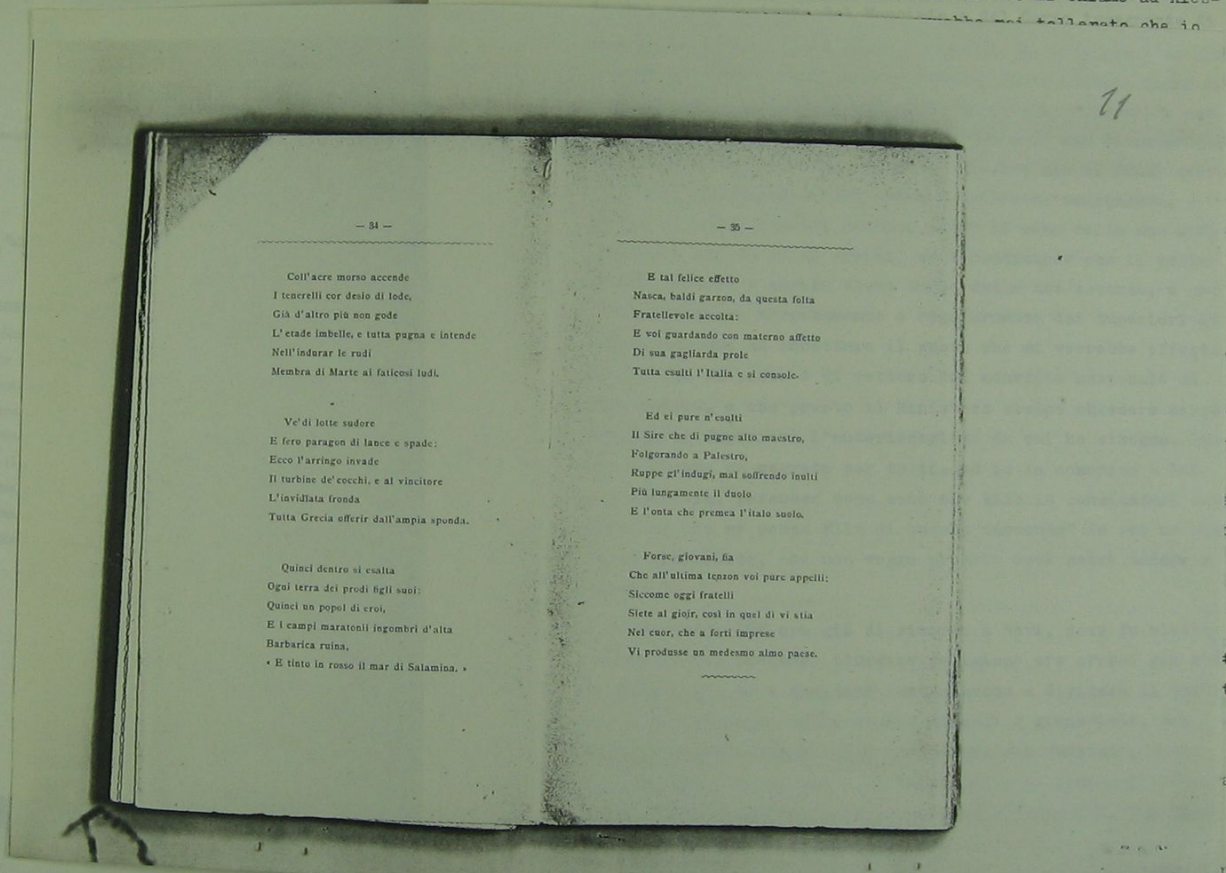 mai tollerato che io
11
— 34 —
Coll'acre morso accende
I tenerelli cor desio di lode,
Già d'altro più non gode
L'etade imbelle, e tutta pugna e intende
Nell'indurar le rudi
Membra di Marte ai faticosi ludi.
Ve' di lotte sudore
E fero paragon di lance e spade:
Ecco l'arringo invade
Il turbine de' cocchi, e al vincitore
L'invidiata fronda
Tutta Grecia offerir dall'ampia sponda.
Quinci dentro si esalta
Ogni terra dei prodi figli suoi:
Quinci un popol di eroi,
E i campi maratonii ingombri d'alta
Barbarica ruina,
« E tinto in rosso il mar di Salamina. »
— 35 —
E tal felice effetto
Nasca, baldi garzon, da questa folta
Fratellevole accolta:
E voi guardando con materno affetto
Di sua gagliarda prole
Tutta esulti l'Italia e si console.
Ed ei pure n'esulti
Il Sire che di pugne alto maestro,
Folgorando a Palestro,
Ruppe gl'indugi, mal soffrendo inulti
Più lungamente il duolo
E l'onta che premea l'italo suolo.
Forse, giovani, fia
Che all'ultima tenzon voi pure appelli:
Siccome oggi fratelli
Siete al gioir, così in quel dì vi stia
Nel cuor, che a forti imprese
Vi produsse un medesmo almo paese.